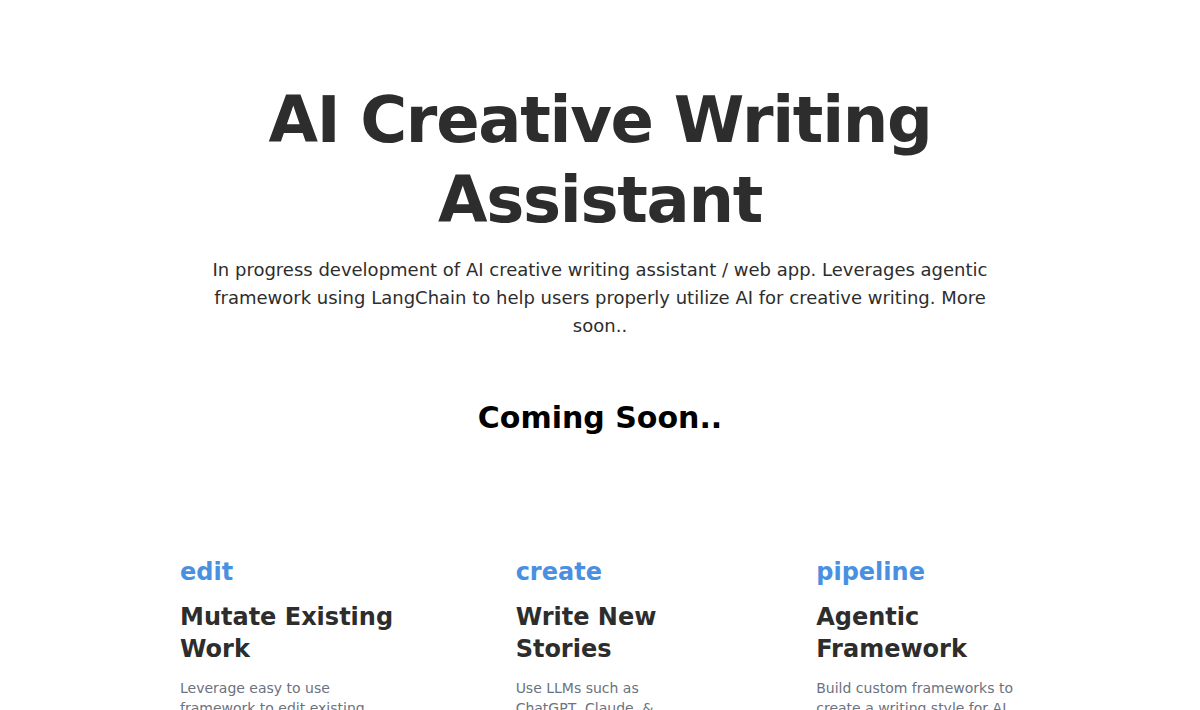 AI Creative Writing
Assistant
In progress development of AI creative writing assistant / web app. Leverages agentic
framework using LangChain to help users properly utilize AI for creative writing. More
soon..
Coming Soon..
edit
Mutate Existing
Work
Leverage easy to use
framework to edit existing
create
Write New
Stories
Use LLMs such as
ChatGPT, Claude, &
pipeline
Agentic
Framework
Build custom frameworks to
create a writing style for AI